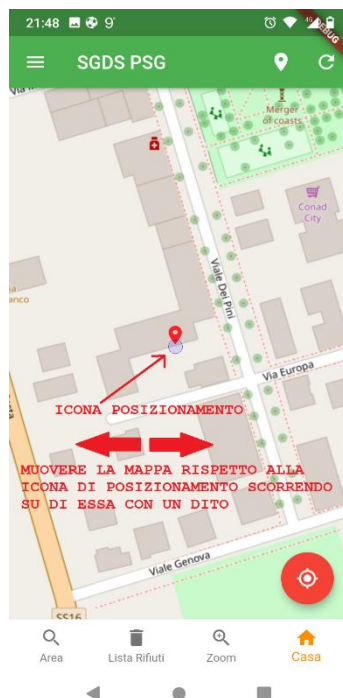 21:48 9°
DEBUG
SGDS PSG
Merger
of coasts
Conad
City
Viale Dei Pini
anco
Via Europa
ICONA POSIZIONAMENTO
MUOVERE LA MAPPA RISPETTO ALLA
ICONA DI POSIZIONAMENTO SCORRENDO
SU DI ESSA CON UN DITO
Viale Genova
SS16
Area Lista Rifiuti Zoom Casa